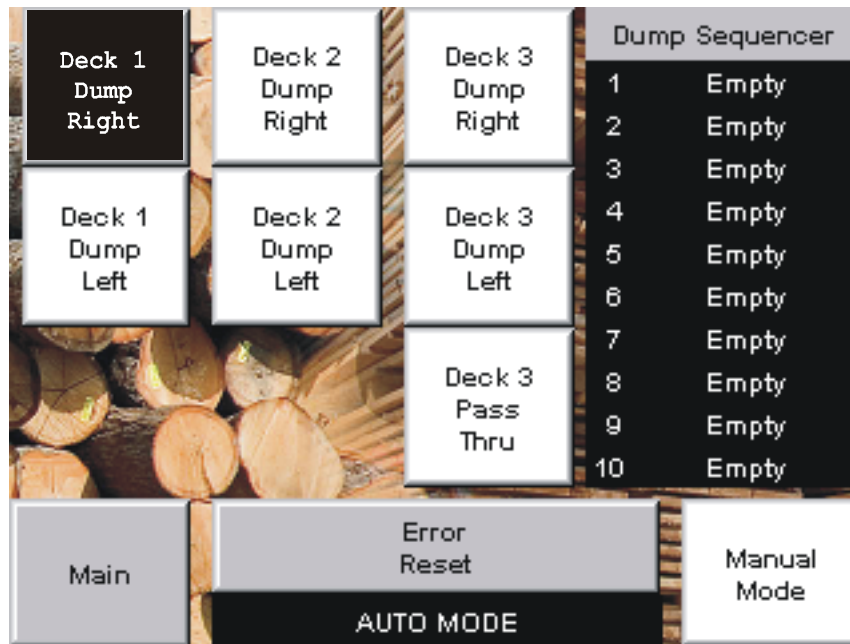 Deck 1
Dump
Right
Deck 2
Dump
Right
Deck 3
Dump
Right
Deck 1
Dump
Left
Deck 2
Dump
Left
Deck 3
Dump
Left
Deck 3
Pass
Thru
Dump Sequencer
1 Empty
2 Empty
3 Empty
4 Empty
5 Empty
6 Empty
7 Empty
8 Empty
9 Empty
10 Empty
Main
Error
Reset
AUTO MODE
Manual
Mode